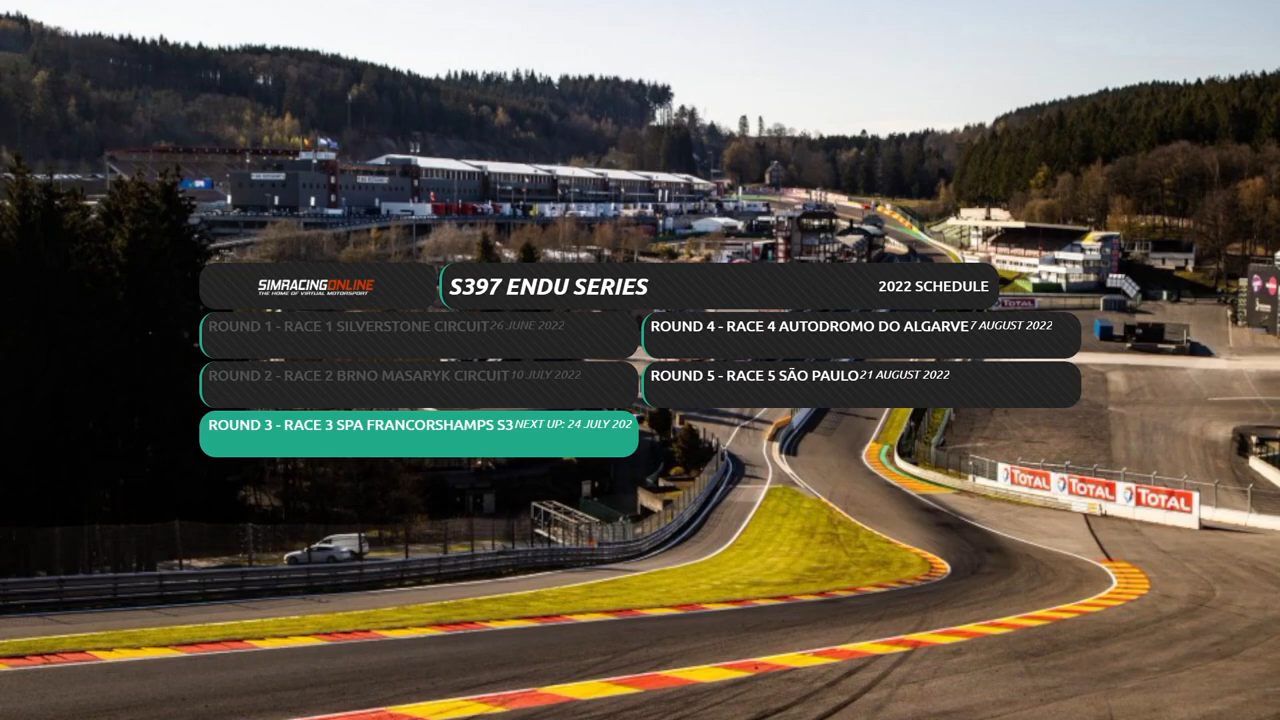 SIMRACINGONLINE
THE HOME OF VIRTUAL MOTORSPORT
S397 ENDU SERIES
2022 SCHEDULE
ROUND 1 - RACE 1 SILVERSTONE CIRCUIT 26 JUNE 2022
ROUND 2 - RACE 2 BRNO MASARYK CIRCUIT 10 JULY 2022
ROUND 3 - RACE 3 SPA FRANCORSHAMPS S3 NEXT UP: 24 JULY 202
ROUND 4 - RACE 4 AUTODROMO DO ALGARVE 7 AUGUST 2022
ROUND 5 - RACE 5 SÃO PAULO 21 AUGUST 2022
TOTAL
TOTAL TOTAL TOTAL